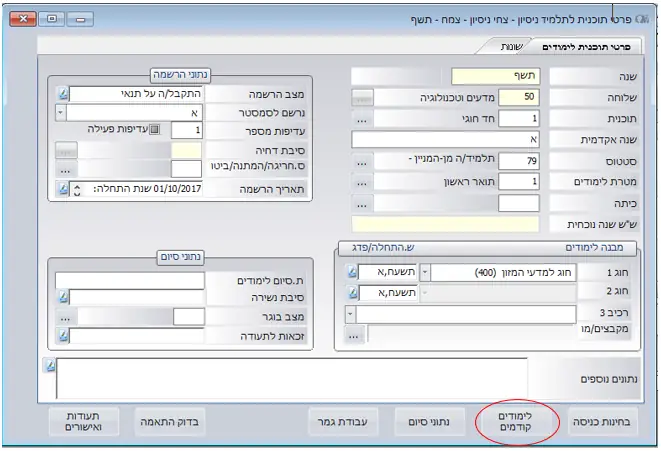 פרטי תוכנית לתלמיד ניסיון - צחי ניסיון - צמח - תשף
פרטי תוכנית לימודים
שונות
שנה
תשף
שלוחה
50
מדעים וטכנולוגיה
...
תוכנית
1
חד חוגי
...
שנה אקדמית
א
סטטוס
79
תלמיד/ה מן-המניין -
...
מטרת לימודים
1
תואר ראשון
...
כיתה
...
ש"ש שנה נוכחית
נתוני הרשמה
מצב הרשמה
התקבל/ה על תנאי
נרשם לסמסטר
א
עדיפות מספר
1
עדיפות פעילה
סיבת דחיה
...
ס.חריגה/המתנה/ביטו
...
תאריך הרשמה
01/10/2017 שנת התחלה:
מבנה לימודים
ש.התחלה/פדג
חוג 1
חוג למדעי המזון (400)
תשעח,א
חוג 2
תשעח,א
רכיב 3
מקבצים/מו
...
נתוני סיום
ת.סיום לימודים
סיבת נשירה
מצב בוגר
...
זכאות לתעודה
נתונים נוספים
בחינות כניסה
לימודים
קודמים
נתוני סיום
עבודת גמר
בדוק התאמה
תעודות
ואישורים